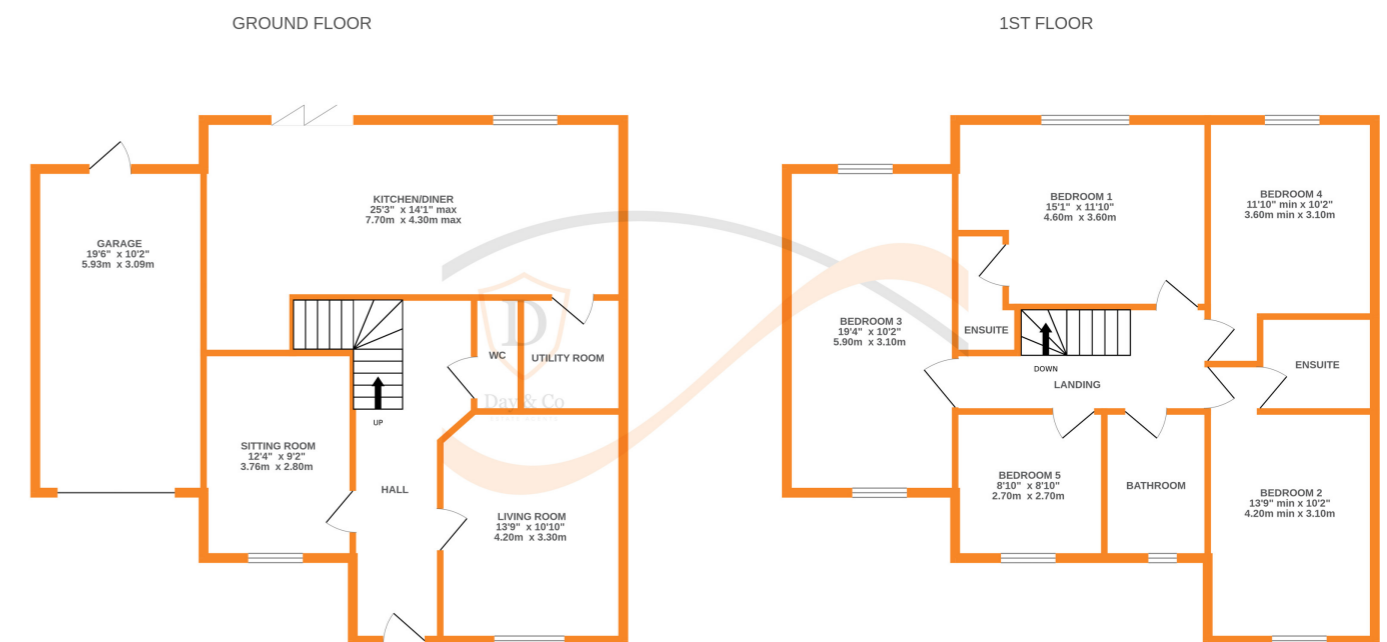 GROUND FLOOR
1ST FLOOR
KITCHEN/DINER
25'3" x 14'1" max
7.70m x 4.30m max
GARAGE
19'6" x 10'2"
5.93m x 3.09m
WC
UTILITY ROOM
D
Day & Co
UP
SITTING ROOM
12'4" x 9'2"
3.76m x 2.80m
HALL
LIVING ROOM
13'9" x 10'10"
4.20m x 3.30m
BEDROOM 1
15'1" x 11'10"
4.60m x 3.60m
BEDROOM 4
11'10" min x 10'2"
3.60m min x 3.10m
BEDROOM 3
19'4" x 10'2"
5.90m x 3.10m
ENSUITE
DOWN
LANDING
ENSUITE
BEDROOM 5
8'10" x 8'10"
2.70m x 2.70m
BATHROOM
BEDROOM 2
13'9" min x 10'2"
4.20m min x 3.10m